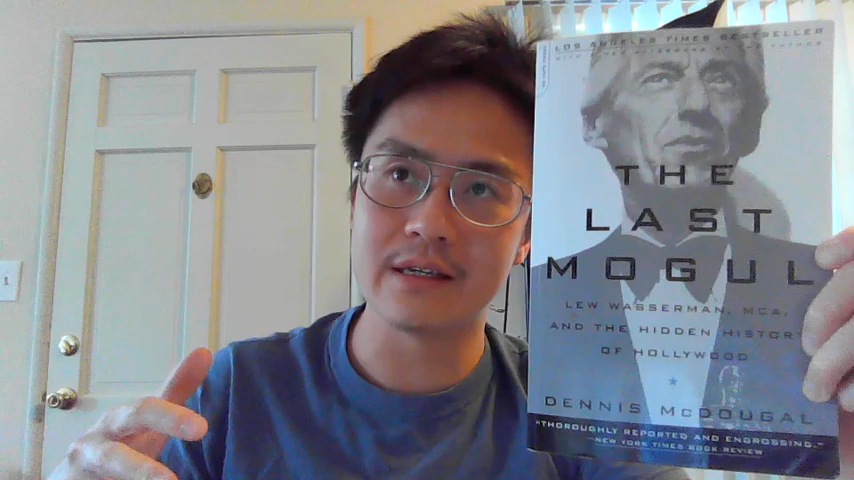 LOS ANGELES TIMES BESTSELLER
THE
LAST
MOGUL
LEW WASSERMAN, MCA,
AND THE HIDDEN HISTORY
OF HOLLYWOOD
DENNIS McDOUGAL
"THOROUGHLY REPORTED AND ENGROSSING."
—NEW YORK TIMES BOOK REVIEW